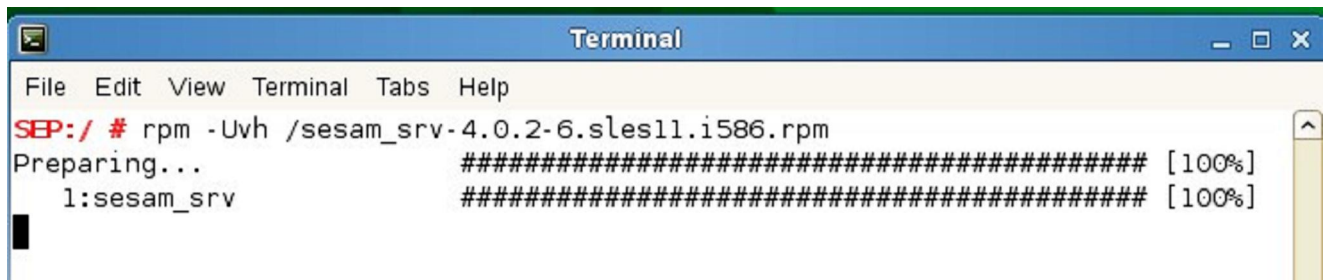 Terminal
File Edit View Terminal Tabs Help
SEP:/ # rpm -Uvh /sesam_srv-4.0.2-6.sles11.i586.rpm
Preparing... ########################################### [100%]
1:sesam_srv ########################################### [100%]